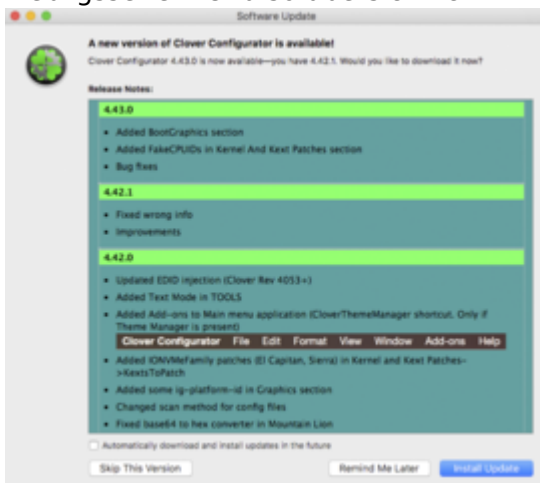 Software Update
A new version of Clover Configurator is available!
Clover Configurator 4.43.0 is now available—you have 4.42.1. Would you like to download it now?
Release Notes:
4.43.0
• Added BootGraphics section
• Added FakeCPUIDs in Kernel And Kext Patches section
• Bug fixes
4.42.1
• Fixed wrong info
• Improvements
4.42.0
• Updated EDID injection (Clover Rev 4053+)
• Added Text Mode in TOOLS
• Added Add-ons to Main menu application (CloverThemeManager shortcut. Only if
Theme Manager is present)
Clover Configurator File Edit Format View Window Add-ons Help
• Added IONVMeFamily patches (El Capitan, Sierra) in Kernel and Kext Patches-
>KextsToPatch
• Added some ig-platform-id in Graphics section
• Changed scan method for config files
• Fixed base64 to hex converter in Mountain Lion
Automatically download and install updates in the future
Skip This Version Remind Me Later Install Update